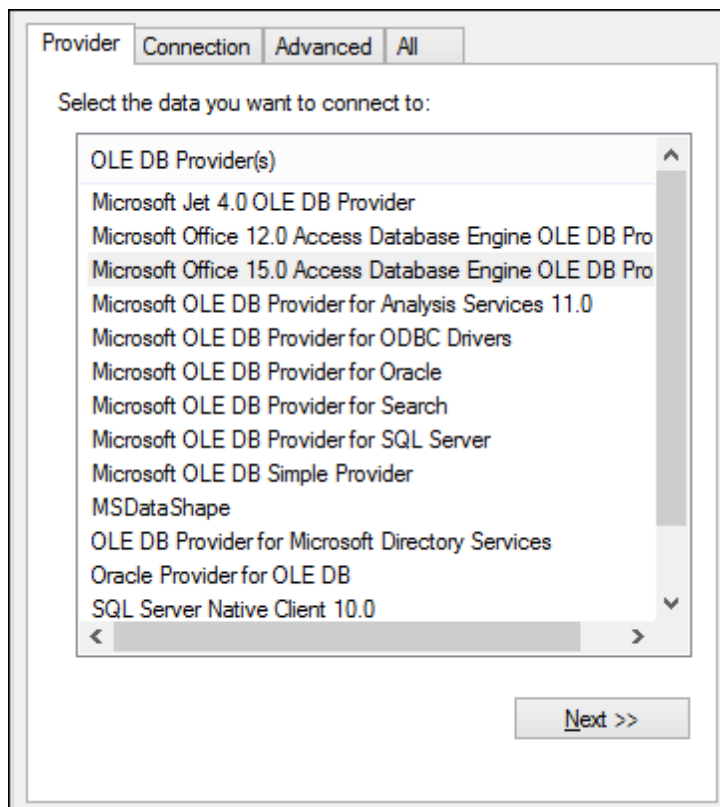 Provider Connection Advanced All
Select the data you want to connect to:
OLE DB Provider(s)
Microsoft Jet 4.0 OLE DB Provider
Microsoft Office 12.0 Access Database Engine OLE DB Pro
Microsoft Office 15.0 Access Database Engine OLE DB Pro
Microsoft OLE DB Provider for Analysis Services 11.0
Microsoft OLE DB Provider for ODBC Drivers
Microsoft OLE DB Provider for Oracle
Microsoft OLE DB Provider for Search
Microsoft OLE DB Provider for SQL Server
Microsoft OLE DB Simple Provider
MSDataShape
OLE DB Provider for Microsoft Directory Services
Oracle Provider for OLE DB
SQL Server Native Client 10.0
Next >>